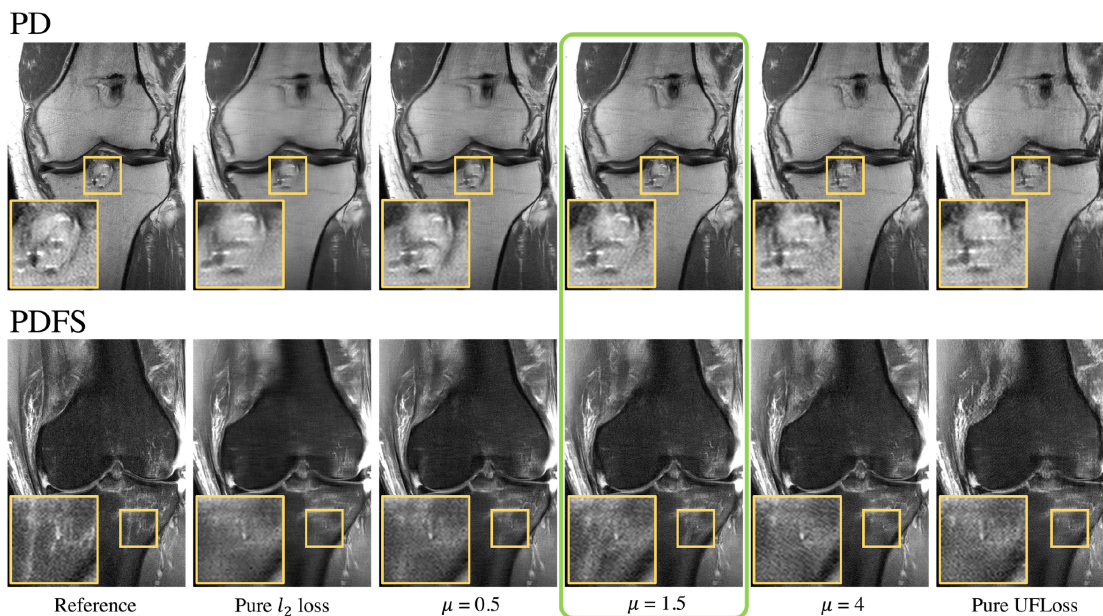 PD
PDFS
Reference
Pure l₂ loss
μ = 0.5
μ = 1.5
μ = 4
Pure UFLoss